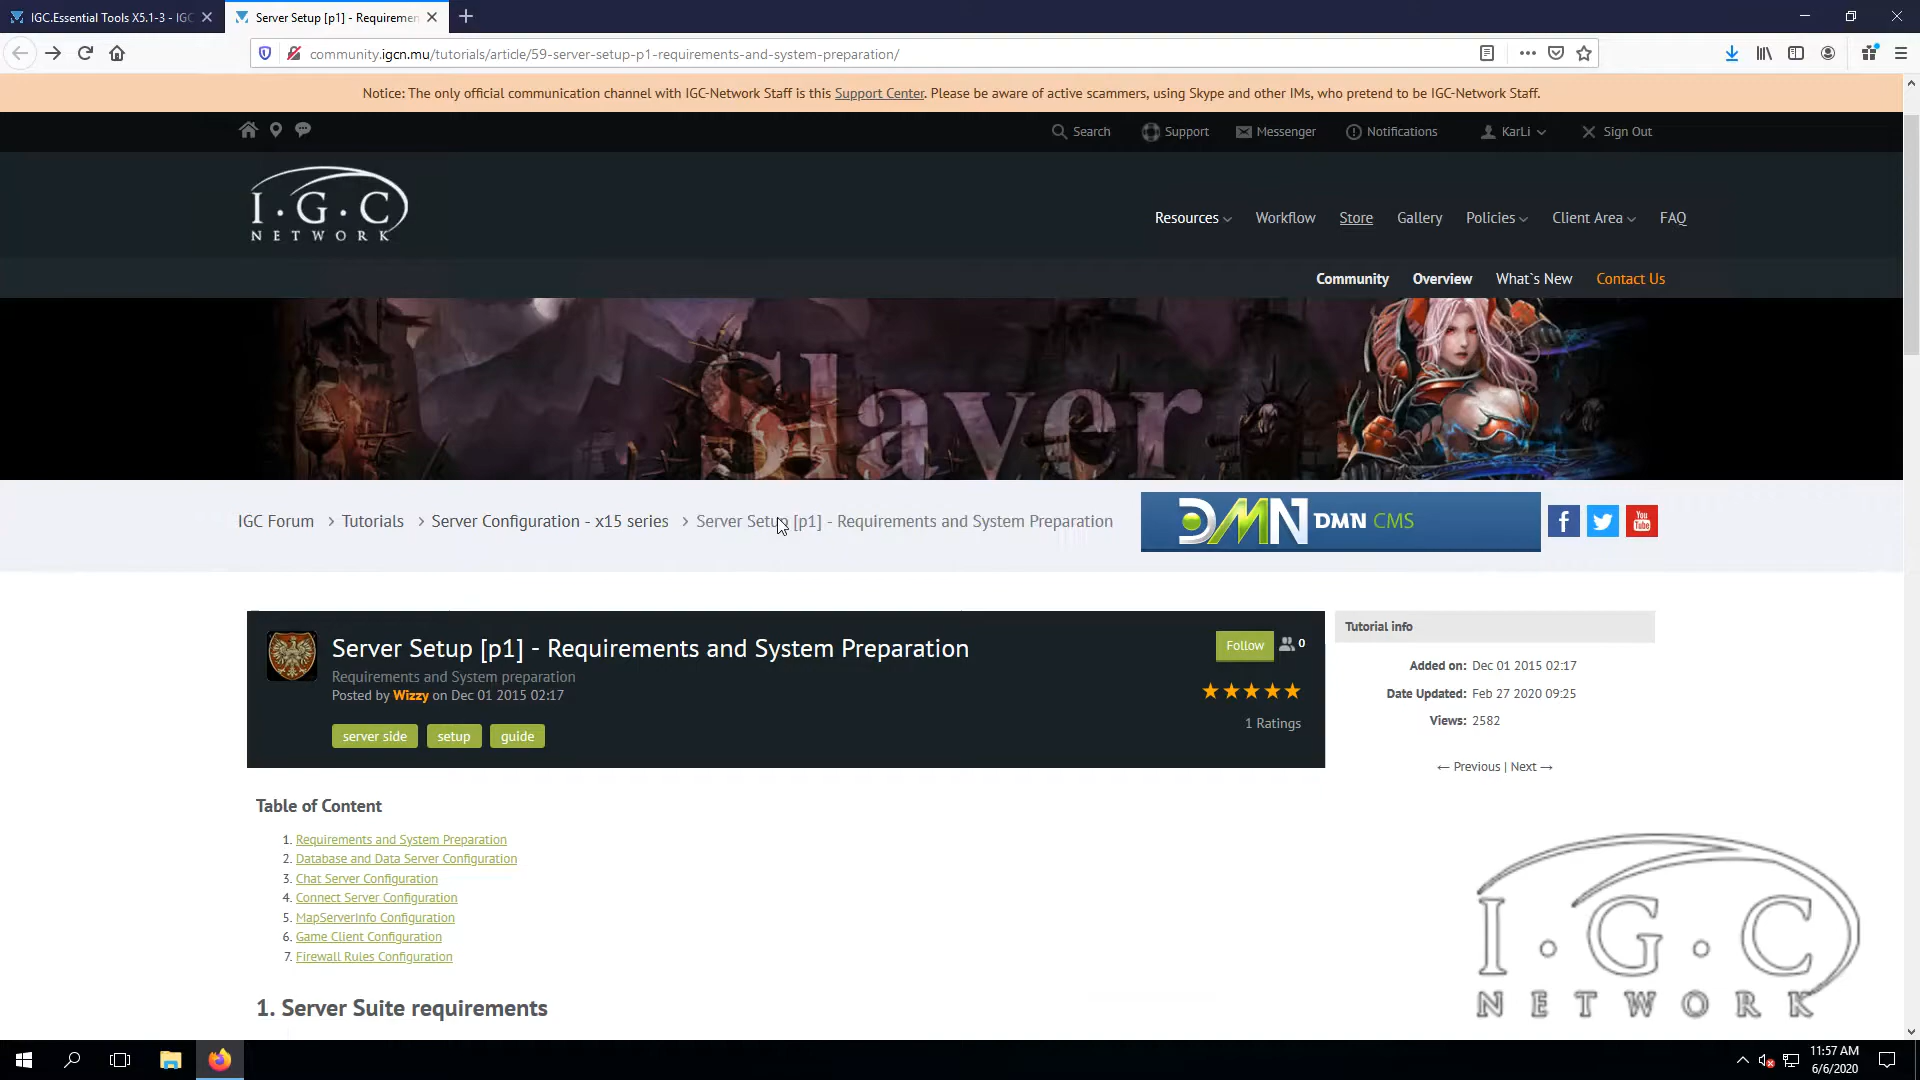 IGC.Essential Tools X5.1-3 - IGC
Server Setup [p1] - Requiremen
community.igcn.mu/tutorials/article/59-server-setup-p1-requirements-and-system-preparation/
Notice: The only official communication channel with IGC-Network Staff is this Support Center. Please be aware of active scammers, using Skype and other IMs, who pretend to be IGC-Network Staff.
Search Support Messenger Notifications KarLi Sign Out
I·G·C
NETWORK
Resources Workflow Store Gallery Policies Client Area FAQ
Community Overview What`s New Contact Us
Slaver
IGC Forum > Tutorials > Server Configuration - x15 series > Server Setup [p1] - Requirements and System Preparation
DMN DMN CMS
You Tube
Server Setup [p1] - Requirements and System Preparation
Requirements and System preparation
Posted by Wizzy on Dec 01 2015 02:17
server side setup guide
Follow 0
1 Ratings
Tutorial info
Added on: Dec 01 2015 02:17
Date Updated: Feb 27 2020 09:25
Views: 2582
← Previous | Next →
Table of Content
1. Requirements and System Preparation
2. Database and Data Server Configuration
3. Chat Server Configuration
4. Connect Server Configuration
5. MapServerInfo Configuration
6. Game Client Configuration
7. Firewall Rules Configuration
1. Server Suite requirements
I·G·C
NETWORK
11:57 AM
6/6/2020